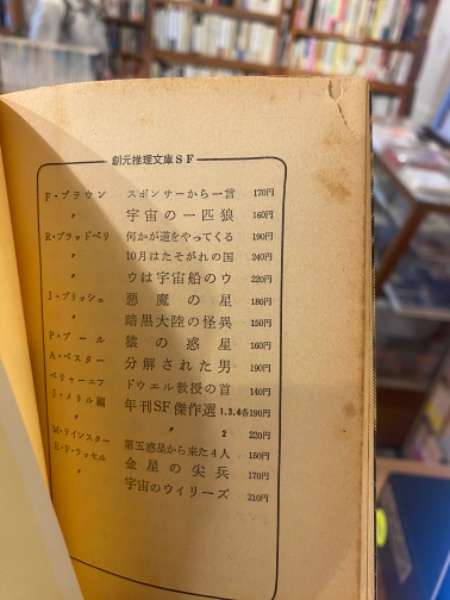 創元推理文庫SF
F・ブラウン スポンサーから一言 170円
〃 宇宙の一匹狼 160円
R・ブラッドベリ 何かが道をやってくる 190円
〃 10月はたそがれの国 240円
〃 ウは宇宙船のウ 220円
J・ブリッシュ 悪魔の星 180円
〃 暗黒大陸の怪異 150円
P・ブール 猿の惑星 160円
A・ベスター 分解された男 190円
ベリャーエフ ドウエル教授の首 140円
J・メリル編 年刊SF傑作選 1,3,4各190円
〃 〃 2 220円
M・ラインスター 第五惑星から来た4人 150円
E・F・ラッセル 金星の尖兵 170円
〃 宇宙のウイリーズ 210円